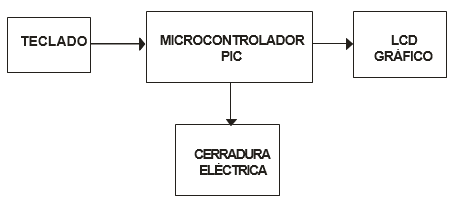 TECLADO
MICROCONTROLADOR
PIC
LCD
GRÁFICO
CERRADURA
ELÉCTRICA